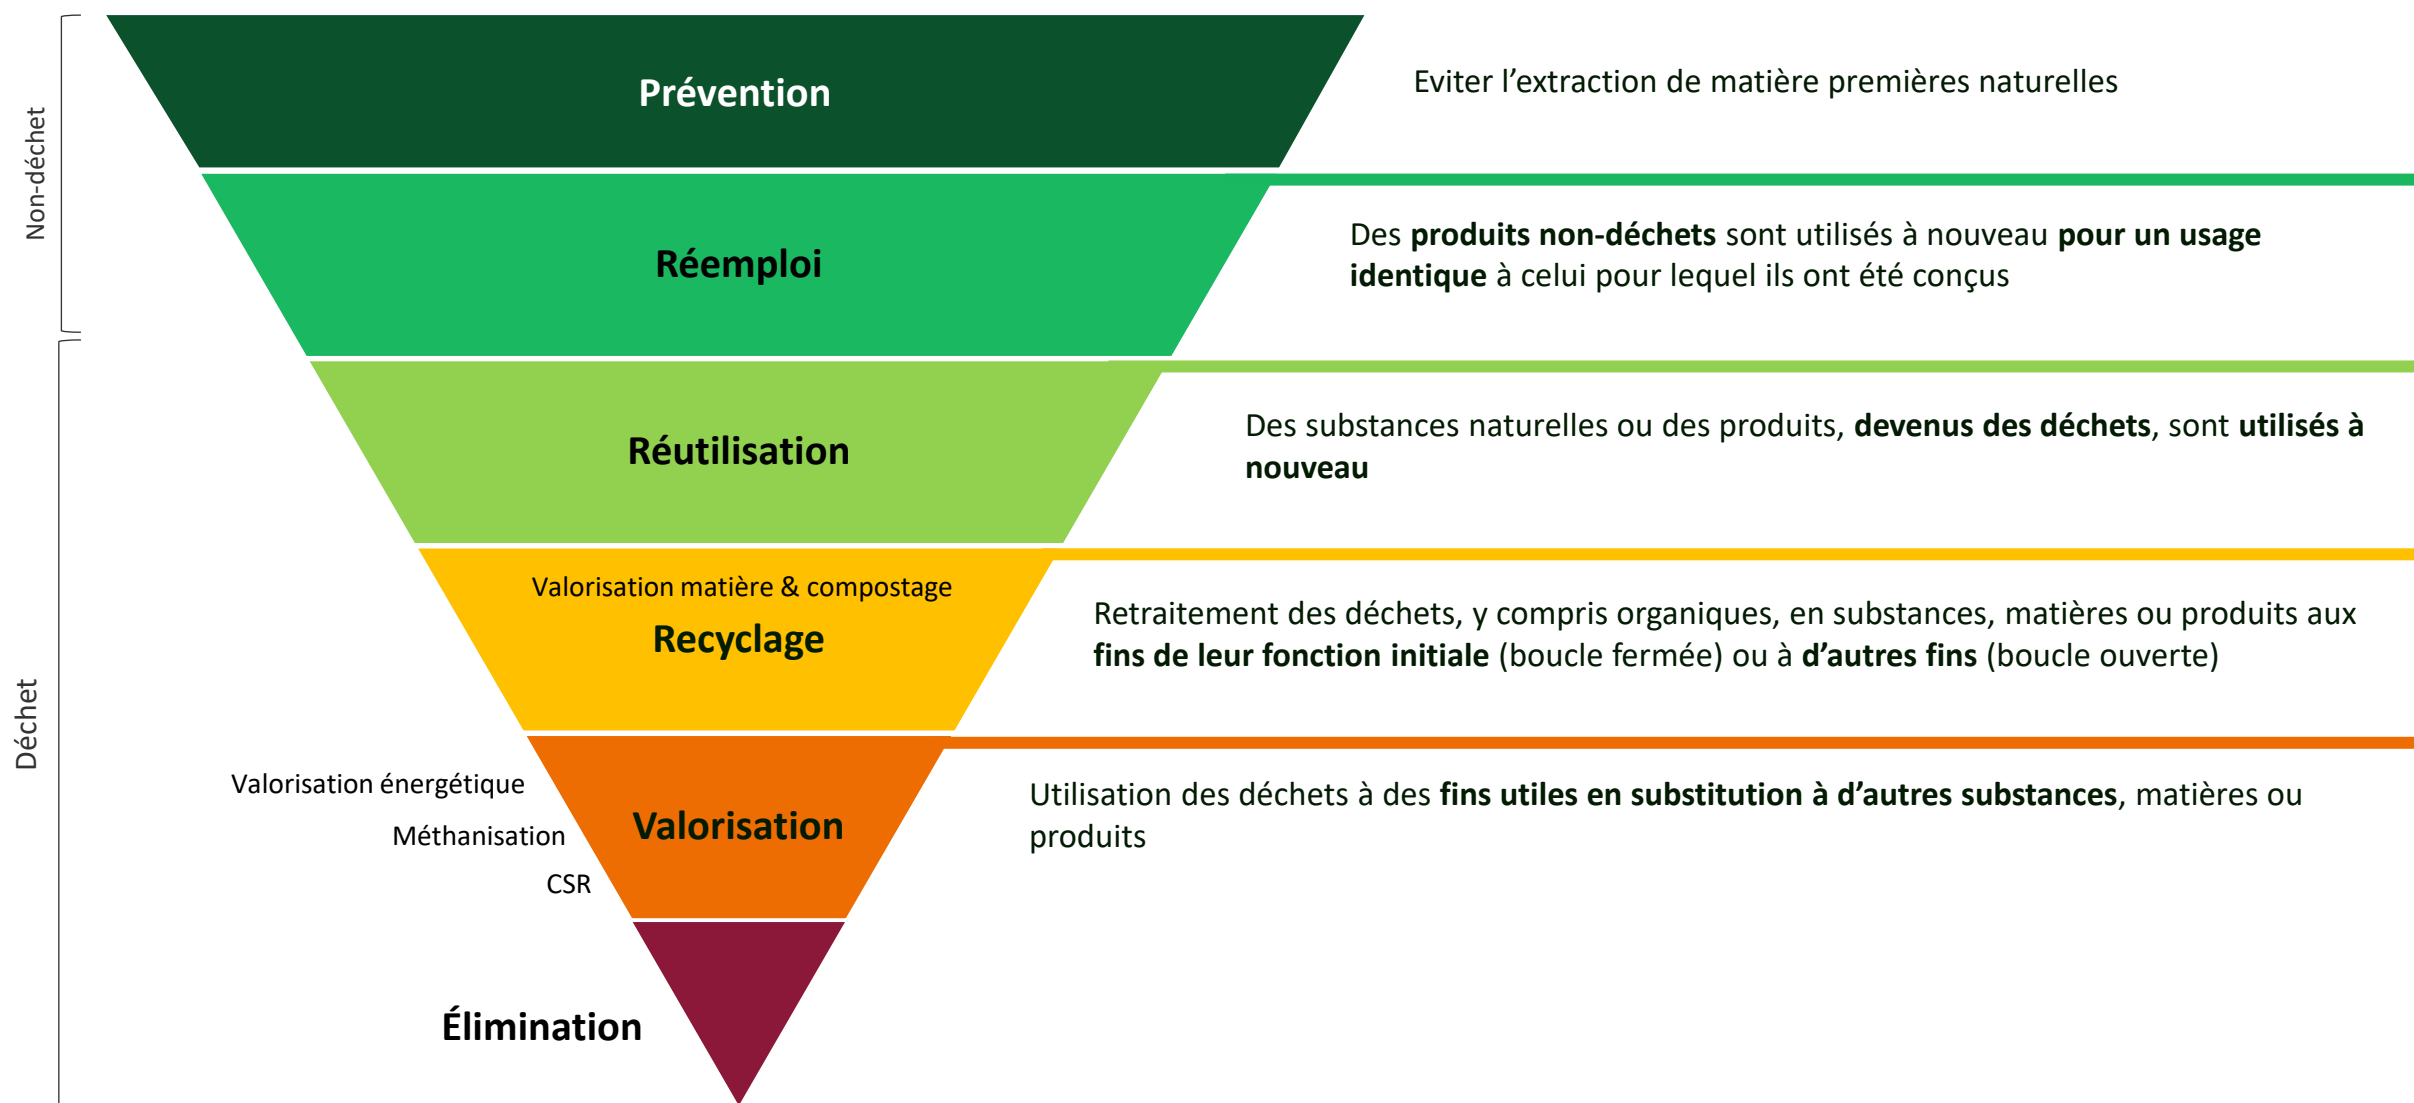 Non-déchet
Prévention
Eviter l’extraction de matière premières naturelles
Réemploi
Des produits non-déchets sont utilisés à nouveau pour un usage
identique à celui pour lequel ils ont été conçus
Déchet
Réutilisation
Des substances naturelles ou des produits, devenus des déchets, sont utilisés à
nouveau
Valorisation matière & compostage
Recyclage
Retraitement des déchets, y compris organiques, en substances, matières ou produits aux
fins de leur fonction initiale (boucle fermée) ou à d’autres fins (boucle ouverte)
Valorisation énergétique
Méthanisation
CSR
Valorisation
Utilisation des déchets à des fins utiles en substitution à d’autres substances, matières ou
produits
Élimination